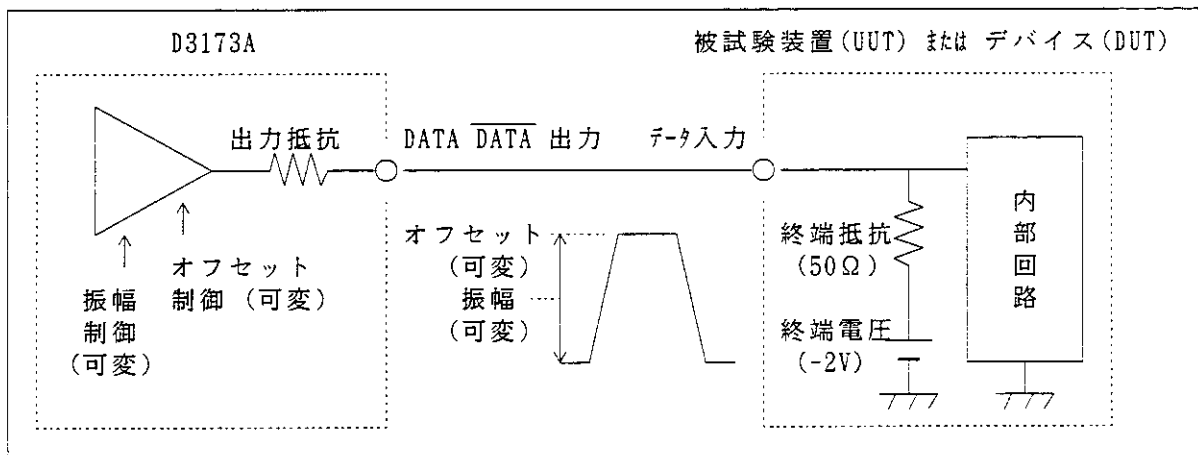 D3173A
被試験装置(UUT) または デバイス(DUT)
出力抵抗
DATA DATA 出力
データ入力
オフセット
制御(可変)
振幅
制御
(可変)
オフセット
(可変)
振幅
(可変)
終端抵抗
(50Ω)
終端電圧
(-2V)
内部回路